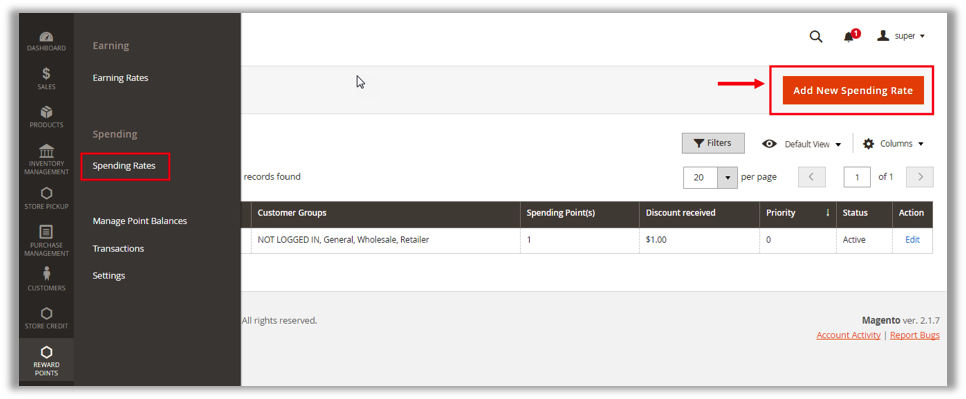 DASHBOARD
SALES
PRODUCTS
INVENTORY
MANAGEMENT
STORE PICKUP
PURCHASE
MANAGEMENT
CUSTOMERS
STORE CREDIT
REWARD
POINTS
Earning
Earning Rates
Spending
Spending Rates
Manage Point Balances
Transactions
Settings
1 super
Add New Spending Rate
Filters Default View Columns
records found 20 per page 1 of 1
Customer Groups Spending Point(s) Discount received Priority ↓ Status Action
NOT LOGGED IN, General, Wholesale, Retailer 1 $1.00 0 Active Edit
All rights reserved. Magento ver. 2.1.7
Account Activity | Report Bugs